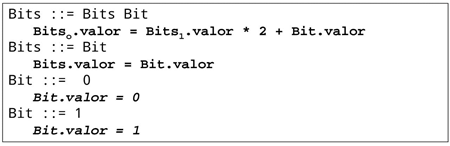 Bits ::= Bits Bit
Bits₀.valor = Bits₁.valor * 2 + Bit.valor
Bits ::= Bit
Bits.valor = Bit.valor
Bit ::= 0
Bit.valor = 0
Bit ::= 1
Bit.valor = 1